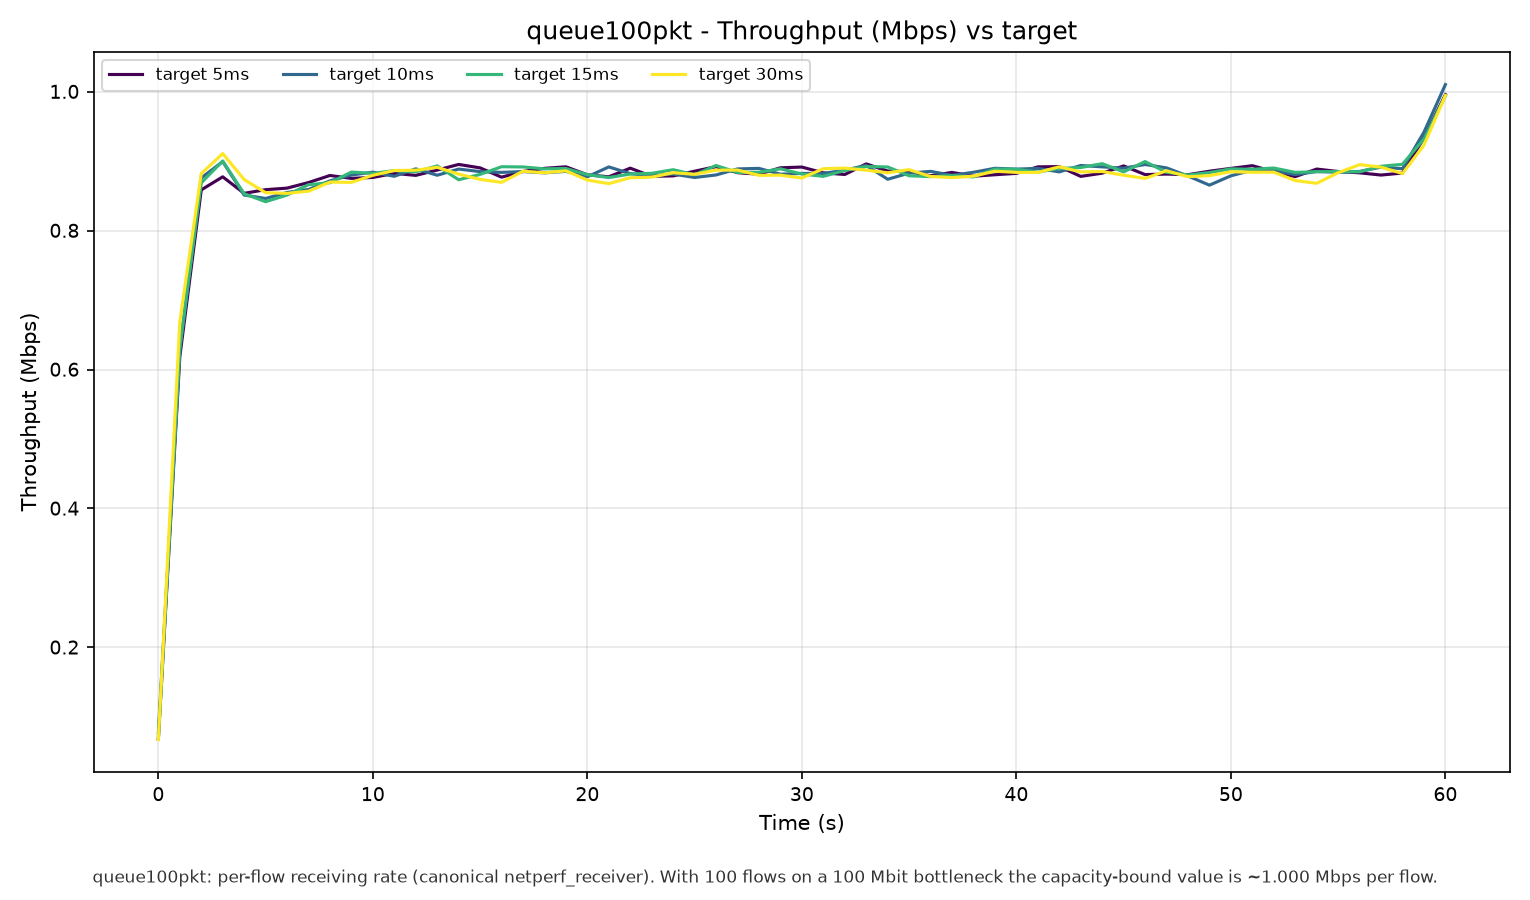 queue100pkt - Throughput (Mbps) vs target
target 5ms target 10ms target 15ms target 30ms
Throughput (Mbps)
1.0
0.8
0.6
0.4
0.2
0 10 20 30 40 50 60
Time (s)
queue100pkt: per-flow receiving rate (canonical netperf_receiver). With 100 flows on a 100 Mbit bottleneck the capacity-bound value is ~1.000 Mbps per flow.